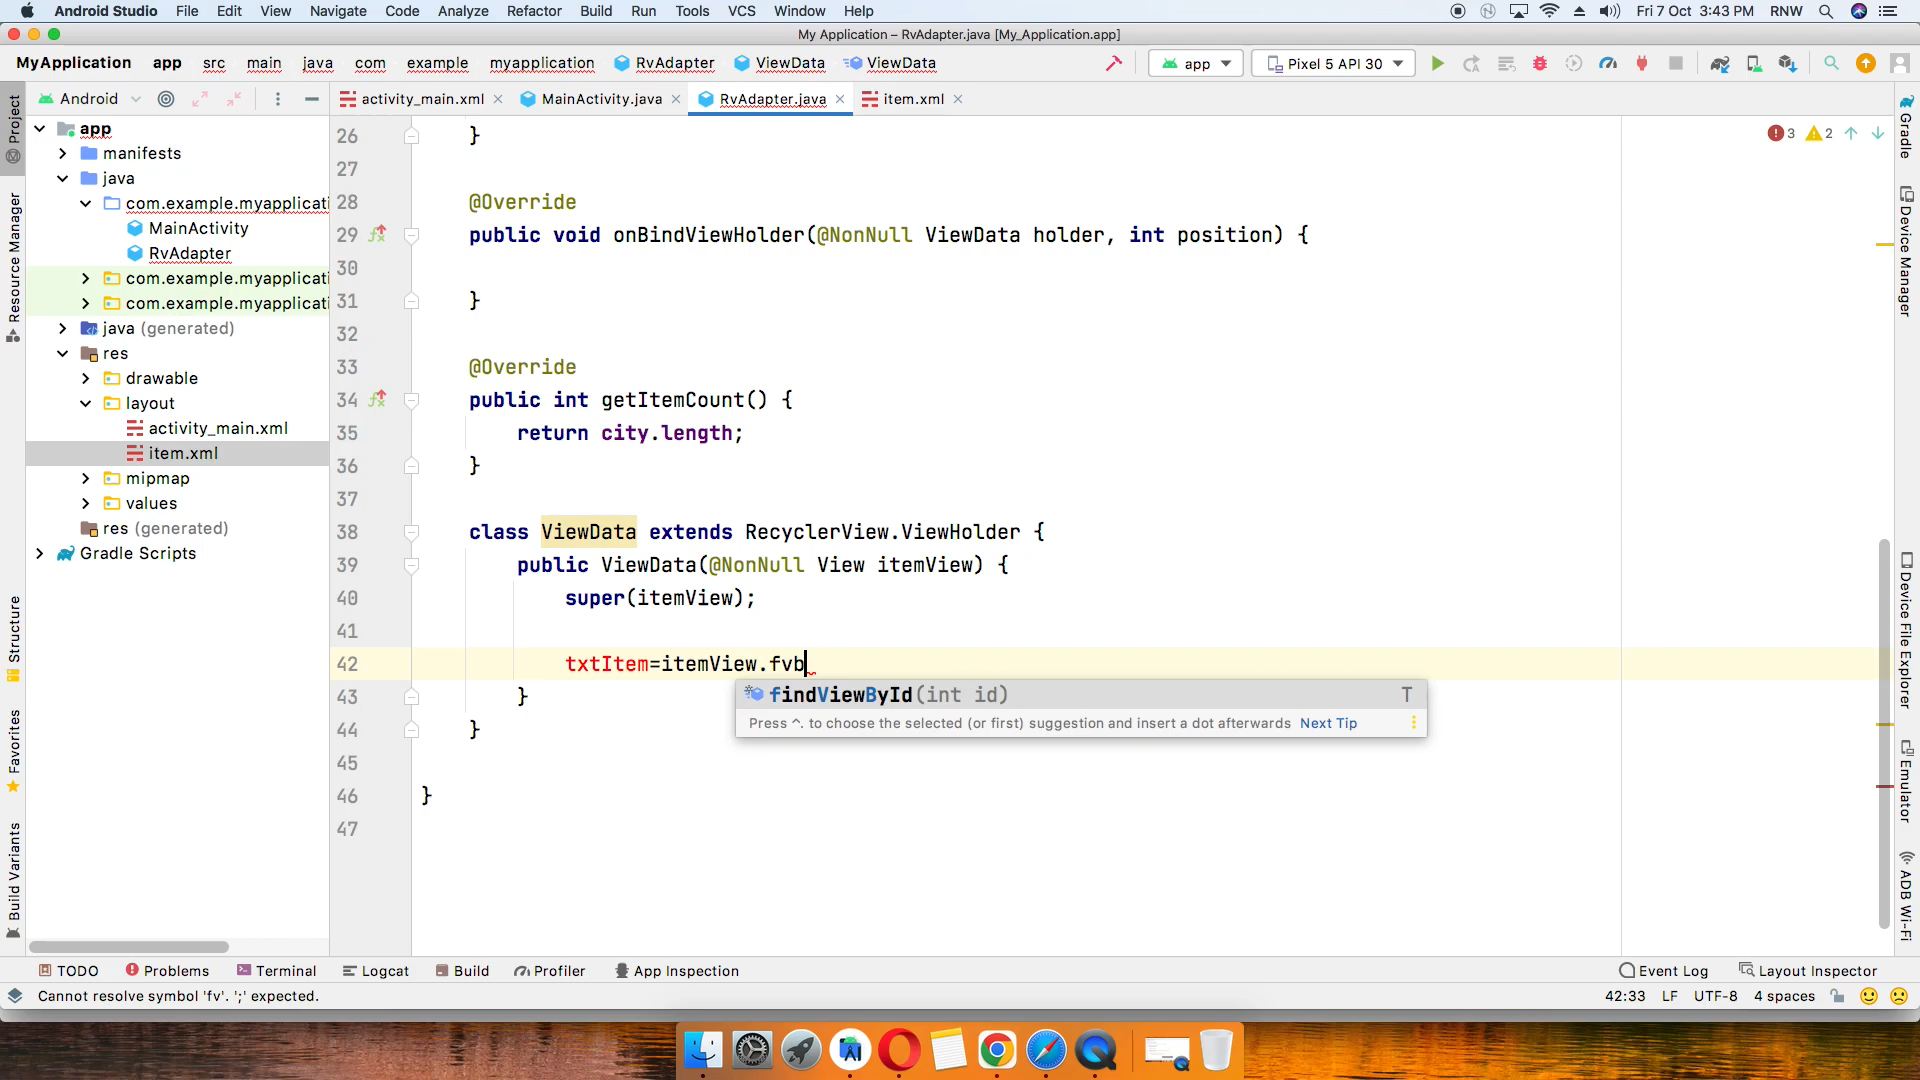 Android Studio File Edit View Navigate Code Analyze Refactor Build Run Tools VCS Window Help Fri 7 Oct 3:43 PM RNW
My Application – RvAdapter.java [My_Application.app]
MyApplication app src main java com example myapplication RvAdapter ViewData ViewData app Pixel 5 API 30
Android activity_main.xml MainActivity.java RvAdapter.java item.xml
Project
Resource Manager
Structure
Favorites
Build Variants
app
manifests
java
com.example.myapplicati
MainActivity
RvAdapter
com.example.myapplicati
com.example.myapplicati
java (generated)
res
drawable
layout
activity_main.xml
item.xml
mipmap
values
res (generated)
Gradle Scripts
3 2
26 }
27
28 @Override
29 public void onBindViewHolder(@NonNull ViewData holder, int position) {
30
31 }
32
33 @Override
34 public int getItemCount() {
35 return city.length;
36 }
37
38 class ViewData extends RecyclerView.ViewHolder {
39 public ViewData(@NonNull View itemView) {
40 super(itemView);
41
42 txtItem=itemView.fvb
43 }
44 }
45
46 }
47
findViewById(int id) T
Press ^. to choose the selected (or first) suggestion and insert a dot afterwards Next Tip
Gradle
Device Manager
Device File Explorer
Emulator
ADB Wi-Fi
TODO Problems Terminal Logcat Build Profiler App Inspection Event Log Layout Inspector
Cannot resolve symbol 'fv'. ';' expected. 42:33 LF UTF-8 4 spaces